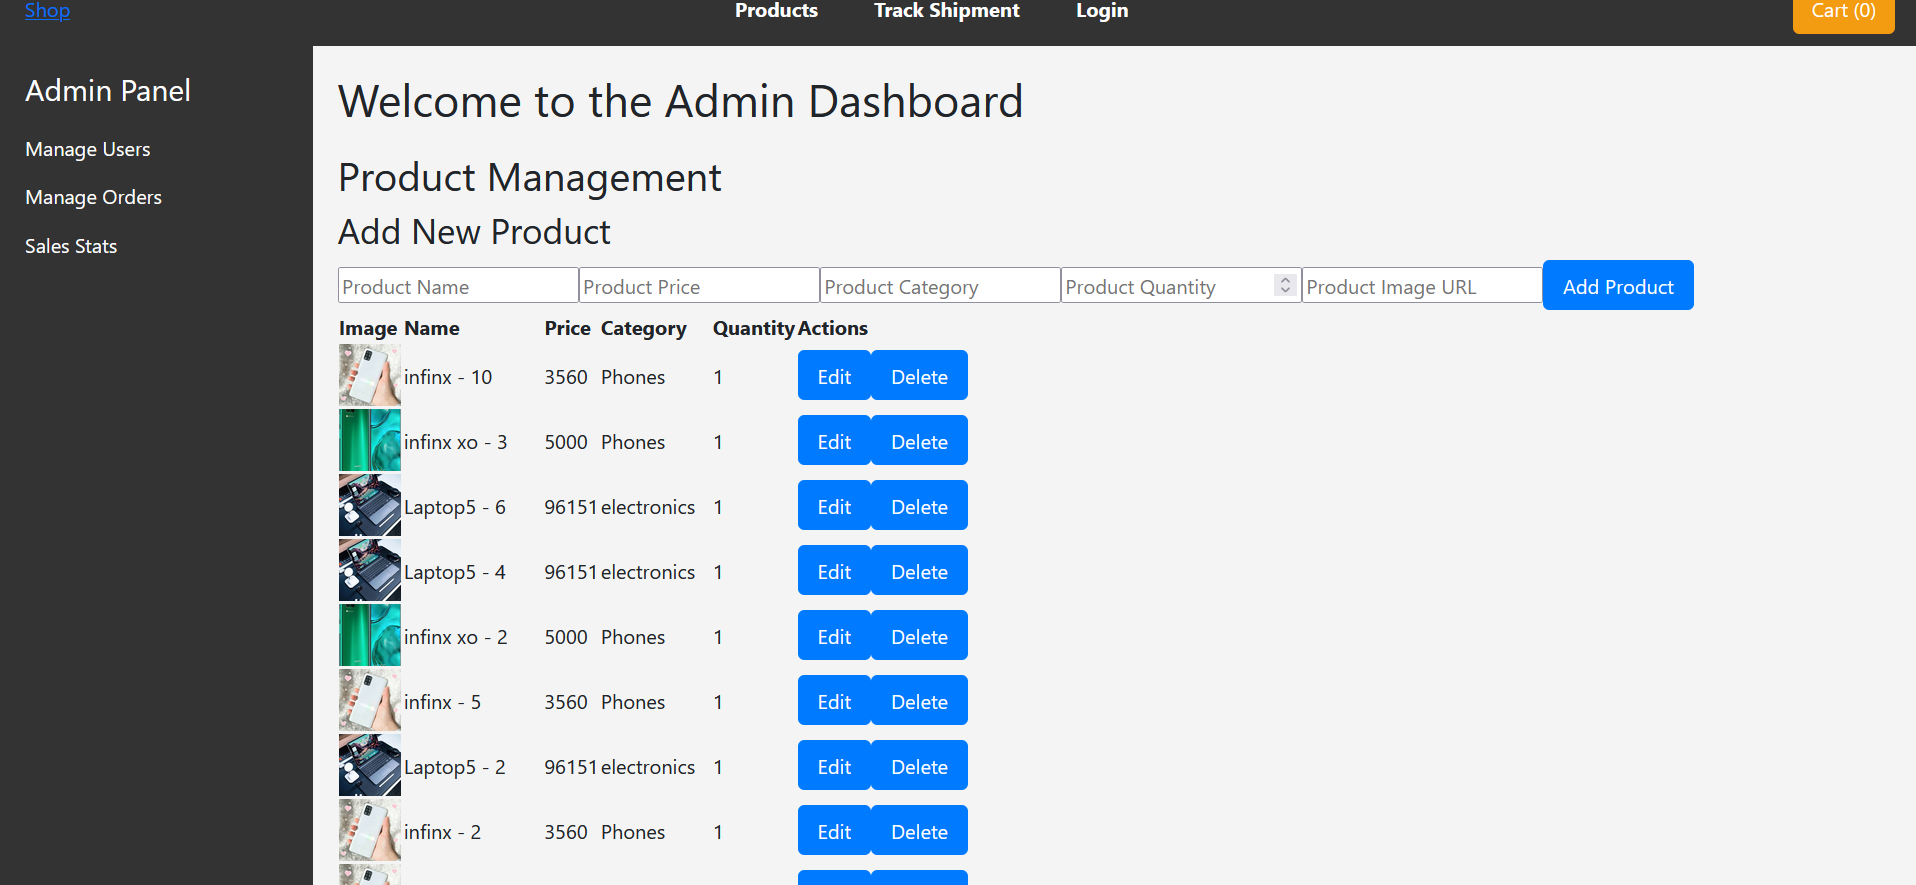 Shop Products Track Shipment Login Cart (0)
Admin Panel
Manage Users
Manage Orders
Sales Stats
Welcome to the Admin Dashboard
Product Management
Add New Product
Product Name Product Price Product Category Product Quantity Product Image URL Add Product
Image Name Price Category Quantity Actions
infinx - 10 3560 Phones 1 Edit Delete
infinx xo - 3 5000 Phones 1 Edit Delete
Laptop5 - 6 96151 electronics 1 Edit Delete
Laptop5 - 4 96151 electronics 1 Edit Delete
infinx xo - 2 5000 Phones 1 Edit Delete
infinx - 5 3560 Phones 1 Edit Delete
Laptop5 - 2 96151 electronics 1 Edit Delete
infinx - 2 3560 Phones 1 Edit Delete